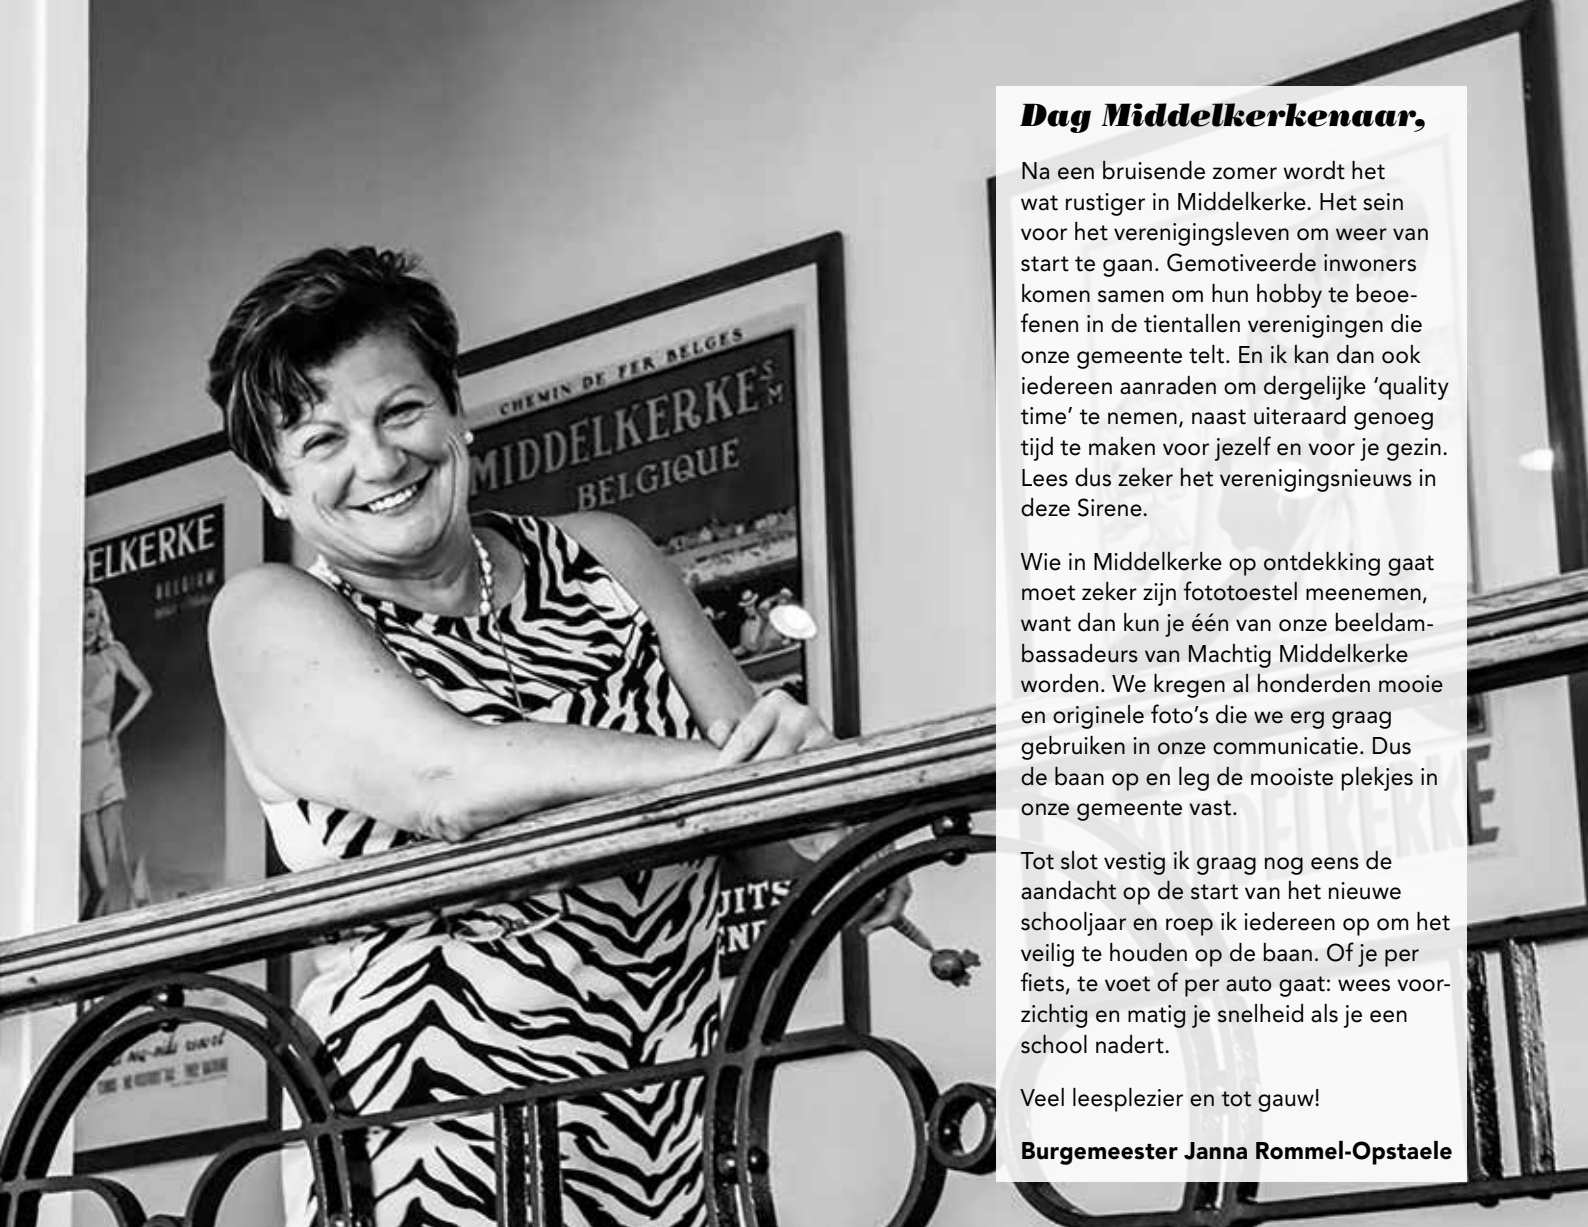 Dag Middelkerkenaar,
Na een bruisende zomer wordt het
wat rustiger in Middelkerke. Het sein
voor het verenigingsleven om weer van
start te gaan. Gemotiveerde inwoners
komen samen om hun hobby te beoe-
fenen in de tientallen verenigingen die
onze gemeente telt. En ik kan dan ook
iedereen aanraden om dergelijke ‘quality
time’ te nemen, naast uiteraard genoeg
tijd te maken voor jezelf en voor je gezin.
Lees dus zeker het verenigingsnieuws in
deze Sirene.
Wie in Middelkerke op ontdekking gaat
moet zeker zijn fototoestel meenemen,
want dan kun je één van onze beeldam-
bassadeurs van Machtig Middelkerke
worden. We kregen al honderden mooie
en originele foto’s die we erg graag
gebruiken in onze communicatie. Dus
de baan op en leg de mooiste plekjes in
onze gemeente vast.
Tot slot vestig ik graag nog eens de
aandacht op de start van het nieuwe
schooljaar en roep ik iedereen op om het
veilig te houden op de baan. Of je per
fiets, te voet of per auto gaat: wees voor-
zichtig en matig je snelheid als je een
school nadert.
Veel leesplezier en tot gauw!
Burgemeester Janna Rommel-Opstaele
CHEMIN DE FER BELGES
MIDDELKERKE
BELGIQUE
ELKERKE